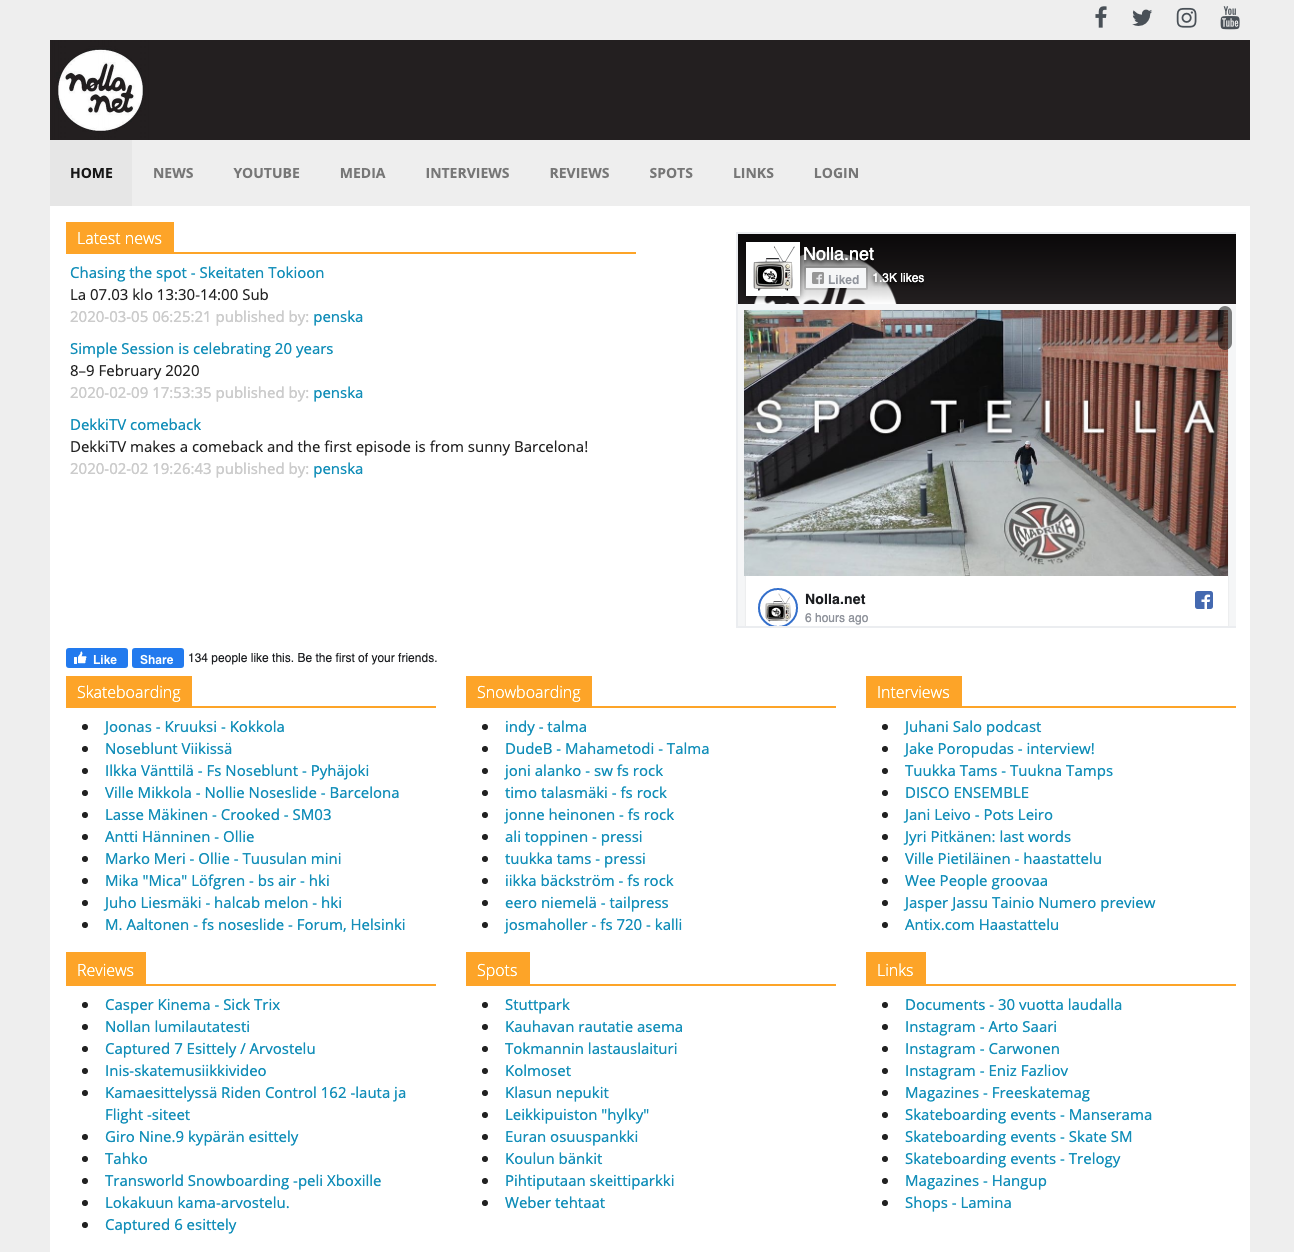 You
Tube
nolla
.net
HOME NEWS YOUTUBE MEDIA INTERVIEWS REVIEWS SPOTS LINKS LOGIN
Latest news
Chasing the spot - Skeitaten Tokioon
La 07.03 klo 13:30-14:00 Sub
2020-03-05 06:25:21 published by: penska
Simple Session is celebrating 20 years
8–9 February 2020
2020-02-09 17:53:35 published by: penska
DekkiTV comeback
DekkiTV makes a comeback and the first episode is from sunny Barcelona!
2020-02-02 19:26:43 published by: penska
Nolla.net
Liked 1.3K likes
SPOTEILLA
MADRIKE
Nolla.net
6 hours ago
Like Share 134 people like this. Be the first of your friends.
Skateboarding
Joonas - Kruuksi - Kokkola
Noseblunt Viikissä
Ilkka Vänttilä - Fs Noseblunt - Pyhäjoki
Ville Mikkola - Nollie Noseslide - Barcelona
Lasse Mäkinen - Crooked - SM03
Antti Hänninen - Ollie
Marko Meri - Ollie - Tuusulan mini
Mika "Mica" Löfgren - bs air - hki
Juho Liesmäki - halcab melon - hki
M. Aaltonen - fs noseslide - Forum, Helsinki
Snowboarding
indy - talma
DudeB - Mahametodi - Talma
joni alanko - sw fs rock
timo talasmäki - fs rock
jonne heinonen - fs rock
ali toppinen - pressi
tuukka tams - pressi
iikka bäckström - fs rock
eero niemelä - tailpress
josmaholler - fs 720 - kalli
Interviews
Juhani Salo podcast
Jake Poropudas - interview!
Tuukka Tams - Tuukna Tamps
DISCO ENSEMBLE
Jani Leivo - Pots Leiro
Jyri Pitkänen: last words
Ville Pietiläinen - haastattelu
Wee People groovaa
Jasper Jassu Tainio Numero preview
Antix.com Haastattelu
Reviews
Casper Kinema - Sick Trix
Nollan lumilautatesti
Captured 7 Esittely / Arvostelu
Inis-skatemusiikkivideo
Kamaesittelyssä Riden Control 162 -lauta ja
Flight -siteet
Giro Nine.9 kypärän esittely
Tahko
Transworld Snowboarding -peli Xboxille
Lokakuun kama-arvostelu.
Captured 6 esittely
Spots
Stuttpark
Kauhavan rautatie asema
Tokmannin lastauslaituri
Kolmoset
Klasun nepukit
Leikkipuiston "hylky"
Euran osuuspankki
Koulun bänkit
Pihtiputaan skeittiparkki
Weber tehtaat
Links
Documents - 30 vuotta laudalla
Instagram - Arto Saari
Instagram - Carwonen
Instagram - Eniz Fazliov
Magazines - Freeskatemag
Skateboarding events - Manserama
Skateboarding events - Skate SM
Skateboarding events - Trelogy
Magazines - Hangup
Shops - Lamina